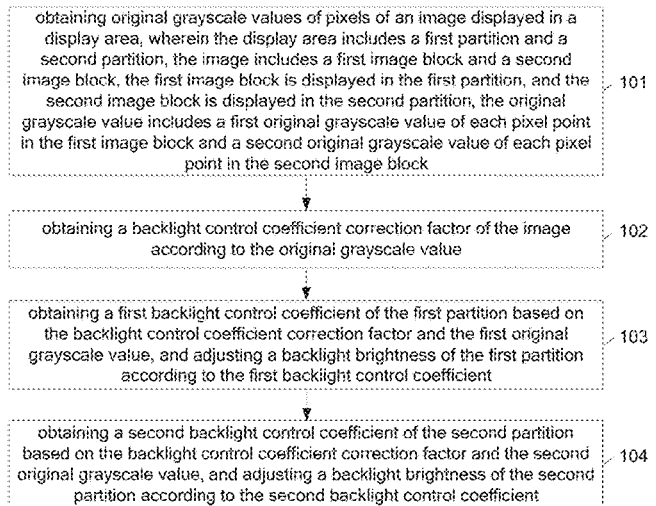 obtaining original grayscale values of pixels of an image displayed in a
display area, wherein the display area includes a first partition and a
second partition, the image includes a first image block and a second
image block, the first image block is displayed in the first partition, and the
second image block is displayed in the second partition, the original
grayscale value includes a first original grayscale value of each pixel point
in the first image block and a second original grayscale value of each pixel
point in the second image block
101
obtaining a backlight control coefficient correction factor of the image
according to the original grayscale value
102
obtaining a first backlight control coefficient of the first partition based on
the backlight control coefficient correction factor and the first original
grayscale value, and adjusting a backlight brightness of the first partition
according to the first backlight control coefficient
103
obtaining a second backlight control coefficient of the second partition
based on the backlight control coefficient correction factor and the second
original grayscale value, and adjusting a backlight brightness of the second
partition according to the second backlight control coefficient
104